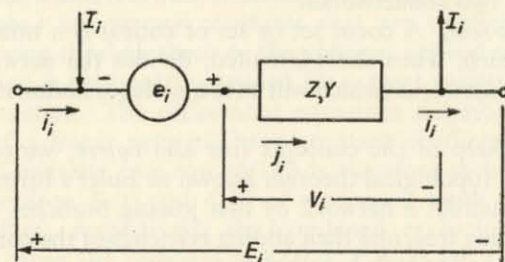 I_i I_i
- e_i + Z,Y
i_i j_i i_i
+ V_i -
+ E_i -